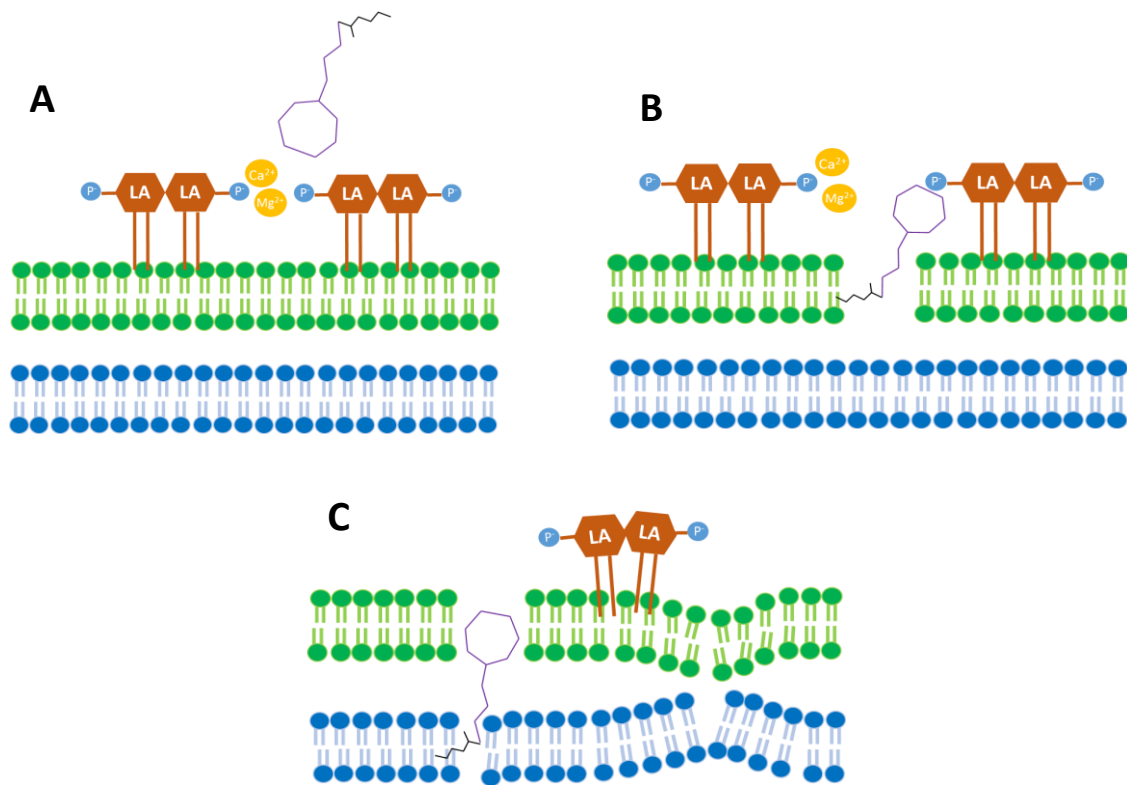 A
Ca²⁺
P⁻ LA LA P⁻ LA LA P⁻
Mg²⁺
B
Ca²⁺
P⁻ LA LA P⁻ P⁻ LA LA P⁻
Mg²⁺
C
P⁻ LA LA P⁻